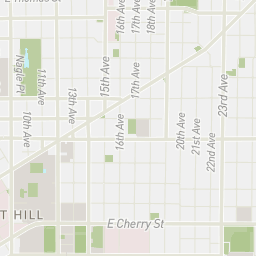 E Thomas St
16th Ave
17th Ave
18th Ave
Nagle Pl
11th Ave
10th Ave
13th Ave
15th Ave
17th Ave
16th Ave
20th Ave
21st Ave
22nd Ave
23rd Ave
T HILL
E Cherry St